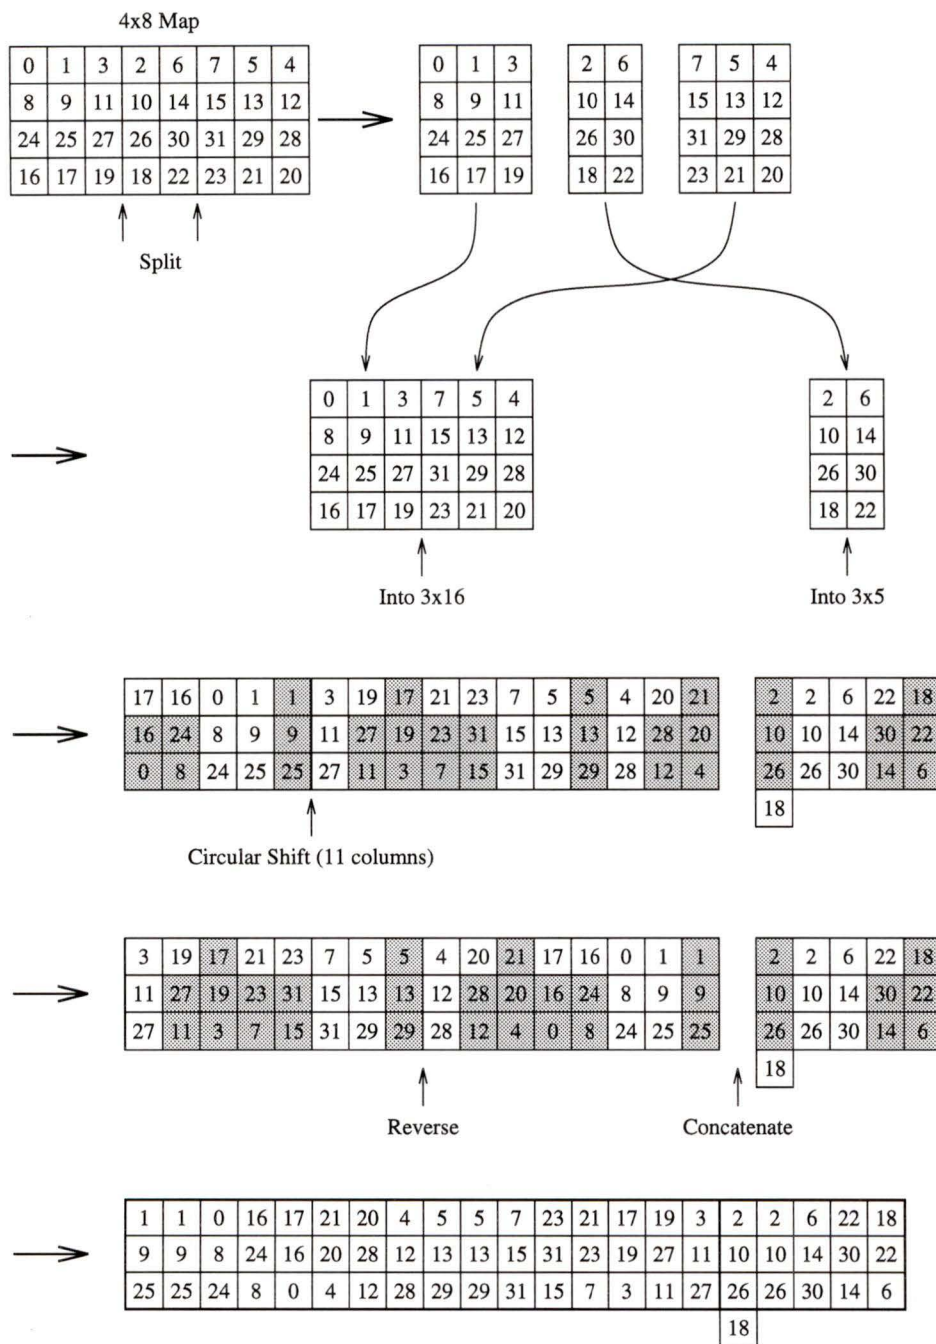 4x8 Map
0 1 3 2 6 7 5 4 0 1 3 2 6 7 5 4
8 9 11 10 14 15 13 12 8 9 11 10 14 15 13 12
24 25 27 26 30 31 29 28 24 25 27 26 30 31 29 28
16 17 19 18 22 23 21 20 16 17 19 18 22 23 21 20
Split
0 1 3 7 5 4 2 6
8 9 11 15 13 12 10 14
24 25 27 31 29 28 26 30
16 17 19 23 21 20 18 22
Into 3x16 Into 3x5
17 16 0 1 1 3 19 17 21 23 7 5 5 4 20 21 2 2 6 22 18
16 24 8 9 9 11 27 19 23 31 15 13 13 12 28 20 10 10 14 30 22
0 8 24 25 25 27 11 3 7 15 31 29 29 28 12 4 26 26 30 14 6
18
Circular Shift (11 columns)
3 19 17 21 23 7 5 5 4 20 21 17 16 0 1 1 2 2 6 22 18
11 27 19 23 31 15 13 13 12 28 20 16 24 8 9 9 10 10 14 30 22
27 11 3 7 15 31 29 29 28 12 4 0 8 24 25 25 26 26 30 14 6
18
Reverse Concatenate
1 1 0 16 17 21 20 4 5 5 7 23 21 17 19 3 2 2 6 22 18
9 9 8 24 16 20 28 12 13 13 15 31 23 19 27 11 10 10 14 30 22
25 25 24 8 0 4 12 28 29 29 31 15 7 3 11 27 26 26 30 14 6
18